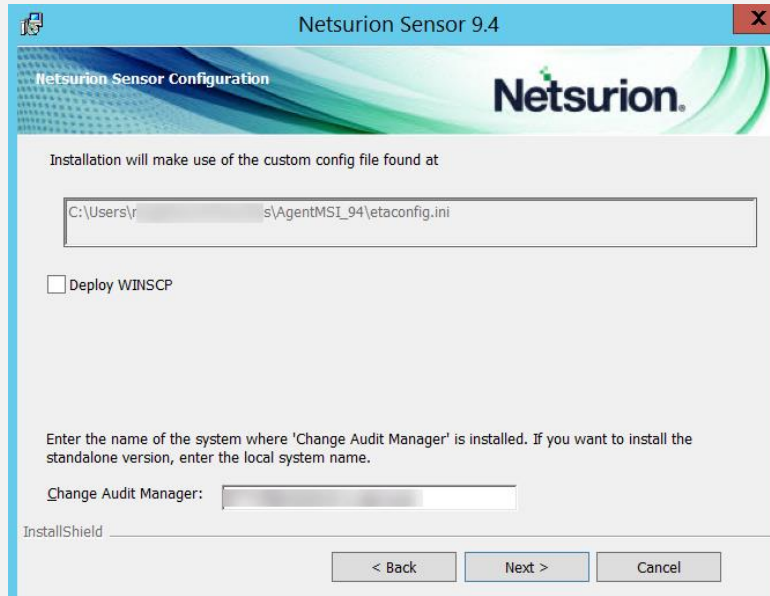 Netsurion Sensor 9.4
X
Netsurion Sensor Configuration
Netsurion.
Installation will make use of the custom config file found at
C:\Users\r s\AgentMSI_94\etaconfig.ini
Deploy WINSCP
Enter the name of the system where 'Change Audit Manager' is installed. If you want to install the
standalone version, enter the local system name.
Change Audit Manager:
InstallShield
< Back Next > Cancel